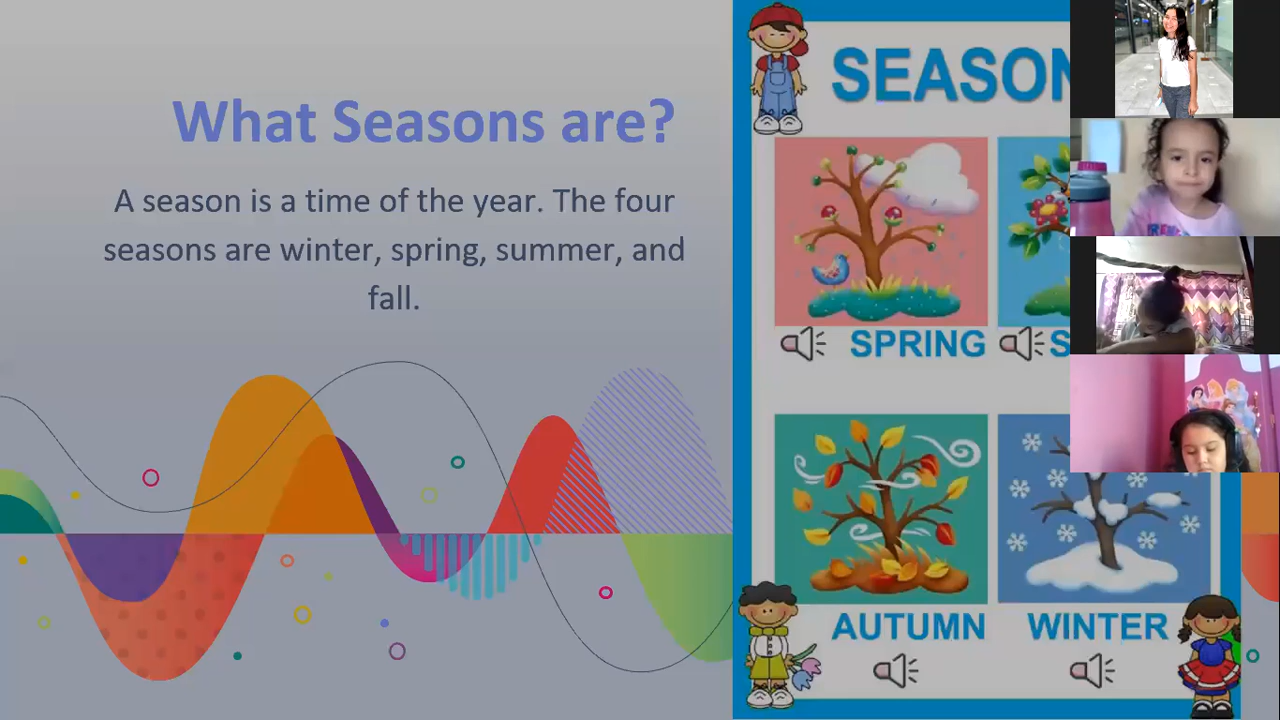 What Seasons are?
A season is a time of the year. The four
seasons are winter, spring, summer, and
fall.
SEASON
SPRING
S
AUTUMN
WINTER